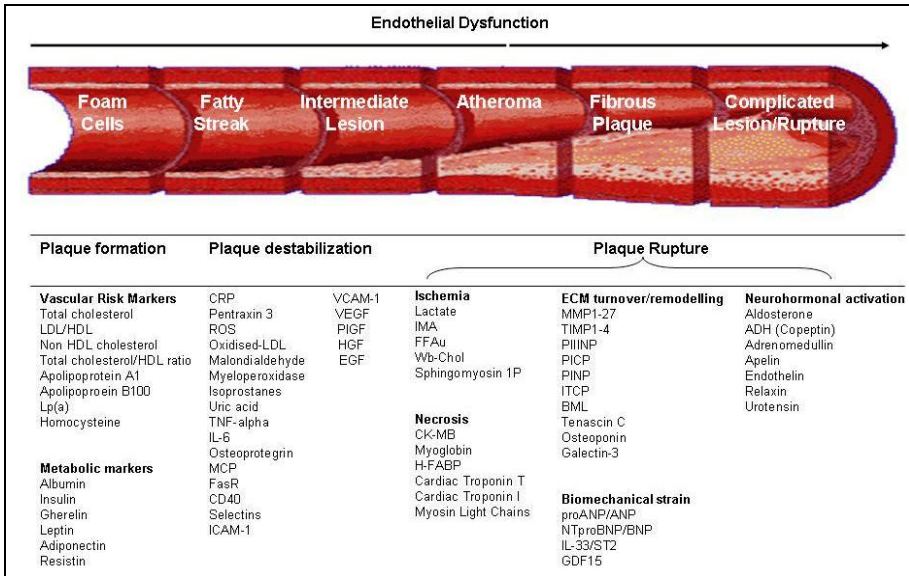 Endothelial Dysfunction
Foam
Cells
Fatty
Streak
Intermediate
Lesion
Atheroma
Fibrous
Plaque
Complicated
Lesion/Rupture
Plaque formation
Vascular Risk Markers
Total cholesterol
LDL/HDL
Non HDL cholesterol
Total cholesterol/HDL ratio
Apolipoprotein A1
Apolipoproein B100
Lp(a)
Homocysteine
Metabolic markers
Albumin
Insulin
Gherelin
Leptin
Adiponectin
Resistin
Plaque destabilization
CRP
Pentraxin 3
ROS
Oxidised-LDL
Malondialdehyde
Myeloperoxidase
Isoprostanes
Uric acid
TNF-alpha
IL-6
Osteoprotegrin
MCP
FasR
CD40
Selectins
ICAM-1
VCAM-1
VEGF
PlGF
HGF
EGF
Plaque Rupture
Ischemia
Lactate
IMA
FFAu
Wb-Chol
Sphingomyosin 1P
Necrosis
CK-MB
Myoglobin
H-FABP
Cardiac Troponin T
Cardiac Troponin I
Myosin Light Chains
ECM turnover/remodelling
MMP1-27
TIMP1-4
PIIINP
PICP
PINP
ITCP
BML
Tenascin C
Osteoponin
Galectin-3
Biomechanical strain
proANP/ANP
NTproBNP/BNP
IL-33/ST2
GDF15
Neurohormonal activation
Aldosterone
ADH (Copeptin)
Adrenomedullin
Apelin
Endothelin
Relaxin
Urotensin